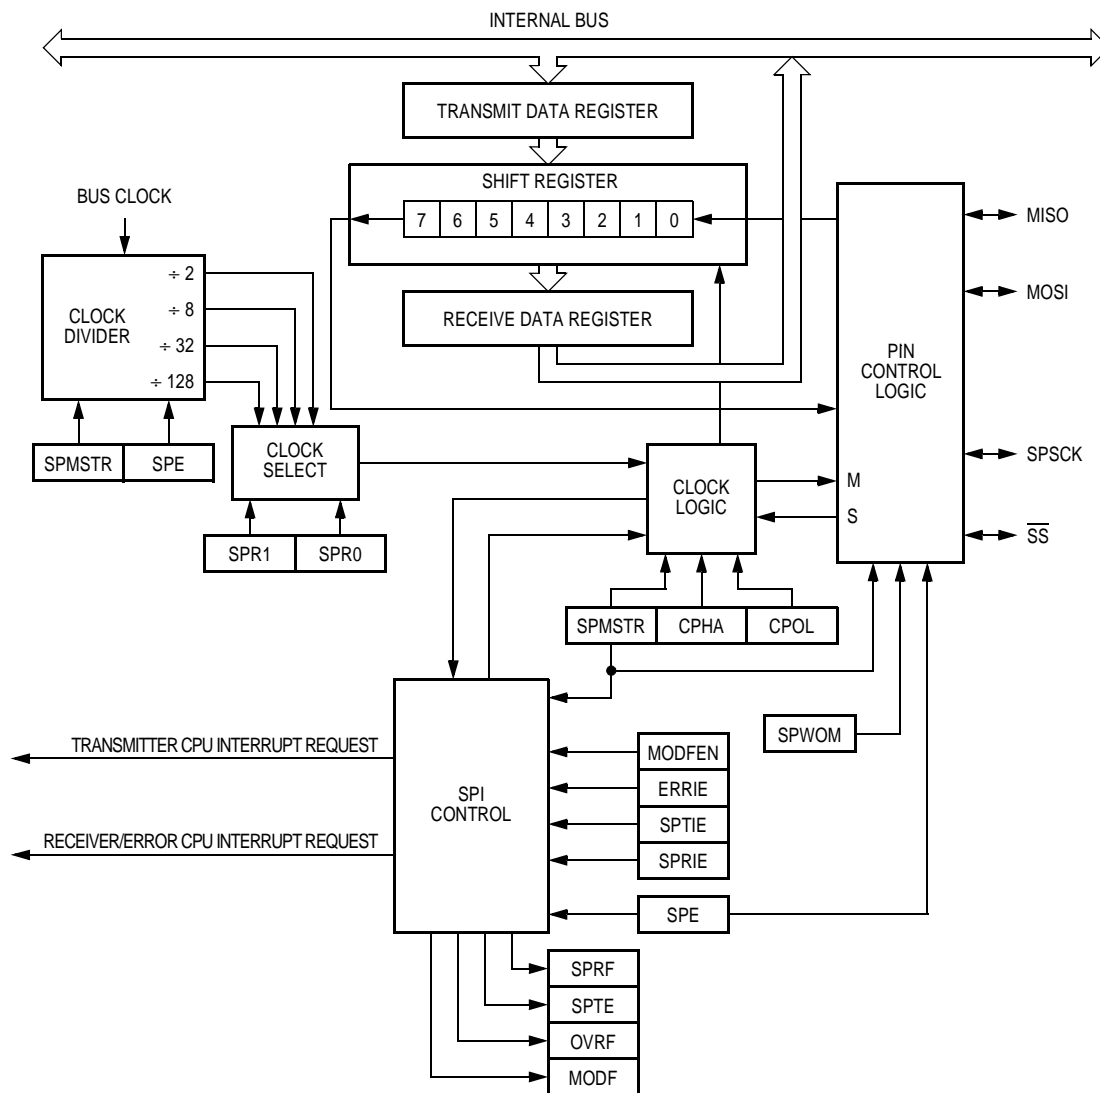 INTERNAL BUS
TRANSMIT DATA REGISTER
SHIFT REGISTER
7 6 5 4 3 2 1 0
BUS CLOCK
÷ 2
÷ 8
÷ 32
÷ 128
CLOCK
DIVIDER
RECEIVE DATA REGISTER
MISO
MOSI
PIN
CONTROL
LOGIC
SPMSTR SPE
CLOCK
SELECT
SPR1 SPR0
CLOCK
LOGIC
M
S
SPSCK
SS
SPMSTR CPHA CPOL
SPWOM
TRANSMITTER CPU INTERRUPT REQUEST
RECEIVER/ERROR CPU INTERRUPT REQUEST
SPI
CONTROL
MODFEN
ERRIE
SPTIE
SPRIE
SPE
SPRF
SPTE
OVRF
MODF